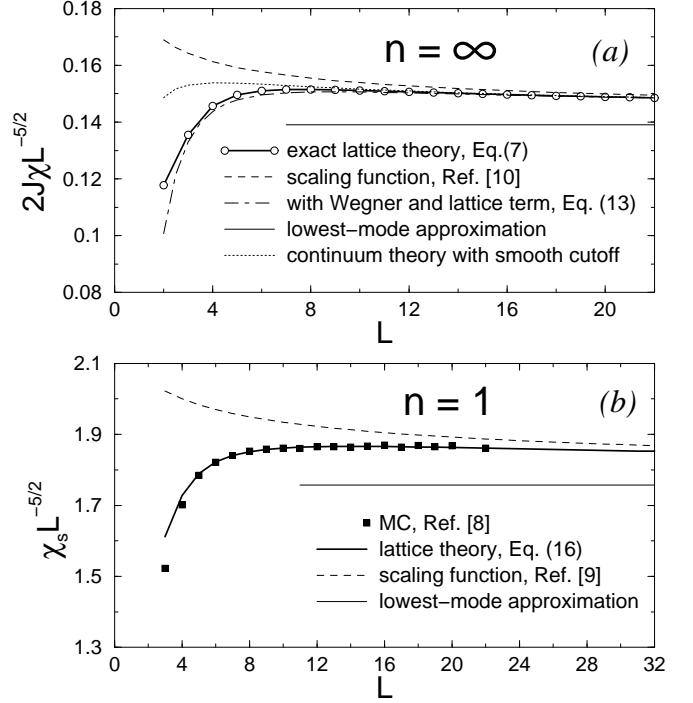 0.18
0.16
0.14
0.12
0.1
0.08
2JχL^−5/2
n = ∞
(a)
exact lattice theory, Eq.(7)
scaling function, Ref. [10]
with Wegner and lattice term, Eq. (13)
lowest−mode approximation
continuum theory with smooth cutoff
0 4 8 12 16 20
L
2.1
1.9
1.7
1.5
1.3
χₛL^−5/2
n = 1
(b)
MC, Ref. [8]
lattice theory, Eq. (16)
scaling function, Ref. [9]
lowest−mode approximation
0 4 8 12 16 20 24 28 32
L